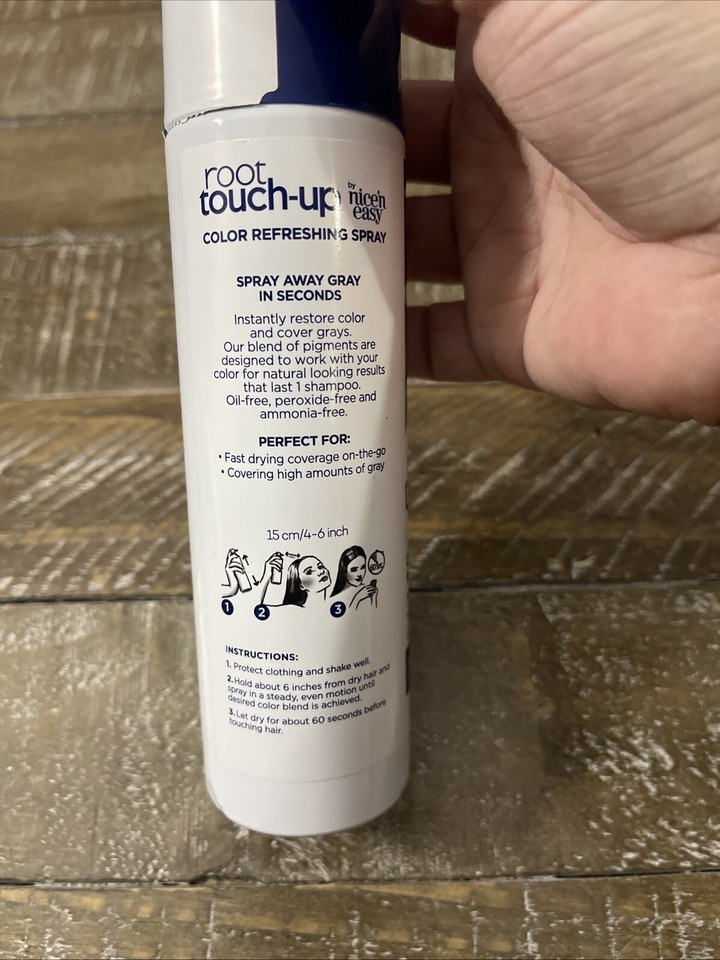 root
touch-up by nice'n
easy
COLOR REFRESHING SPRAY
SPRAY AWAY GRAY
IN SECONDS
Instantly restore color
and cover grays.
Our blend of pigments are
designed to work with your
color for natural looking results
that last 1 shampoo.
Oil-free, peroxide-free and
ammonia-free.
PERFECT FOR:
• Fast drying coverage on-the-go
• Covering high amounts of gray
15 cm/4-6 inch
1 2 3
INSTRUCTIONS:
1. Protect clothing and shake well.
2.Hold about 6 inches from dry hair and
spray in a steady, even motion until
desired color blend is achieved.
3.Let dry for about 60 seconds before
touching hair.